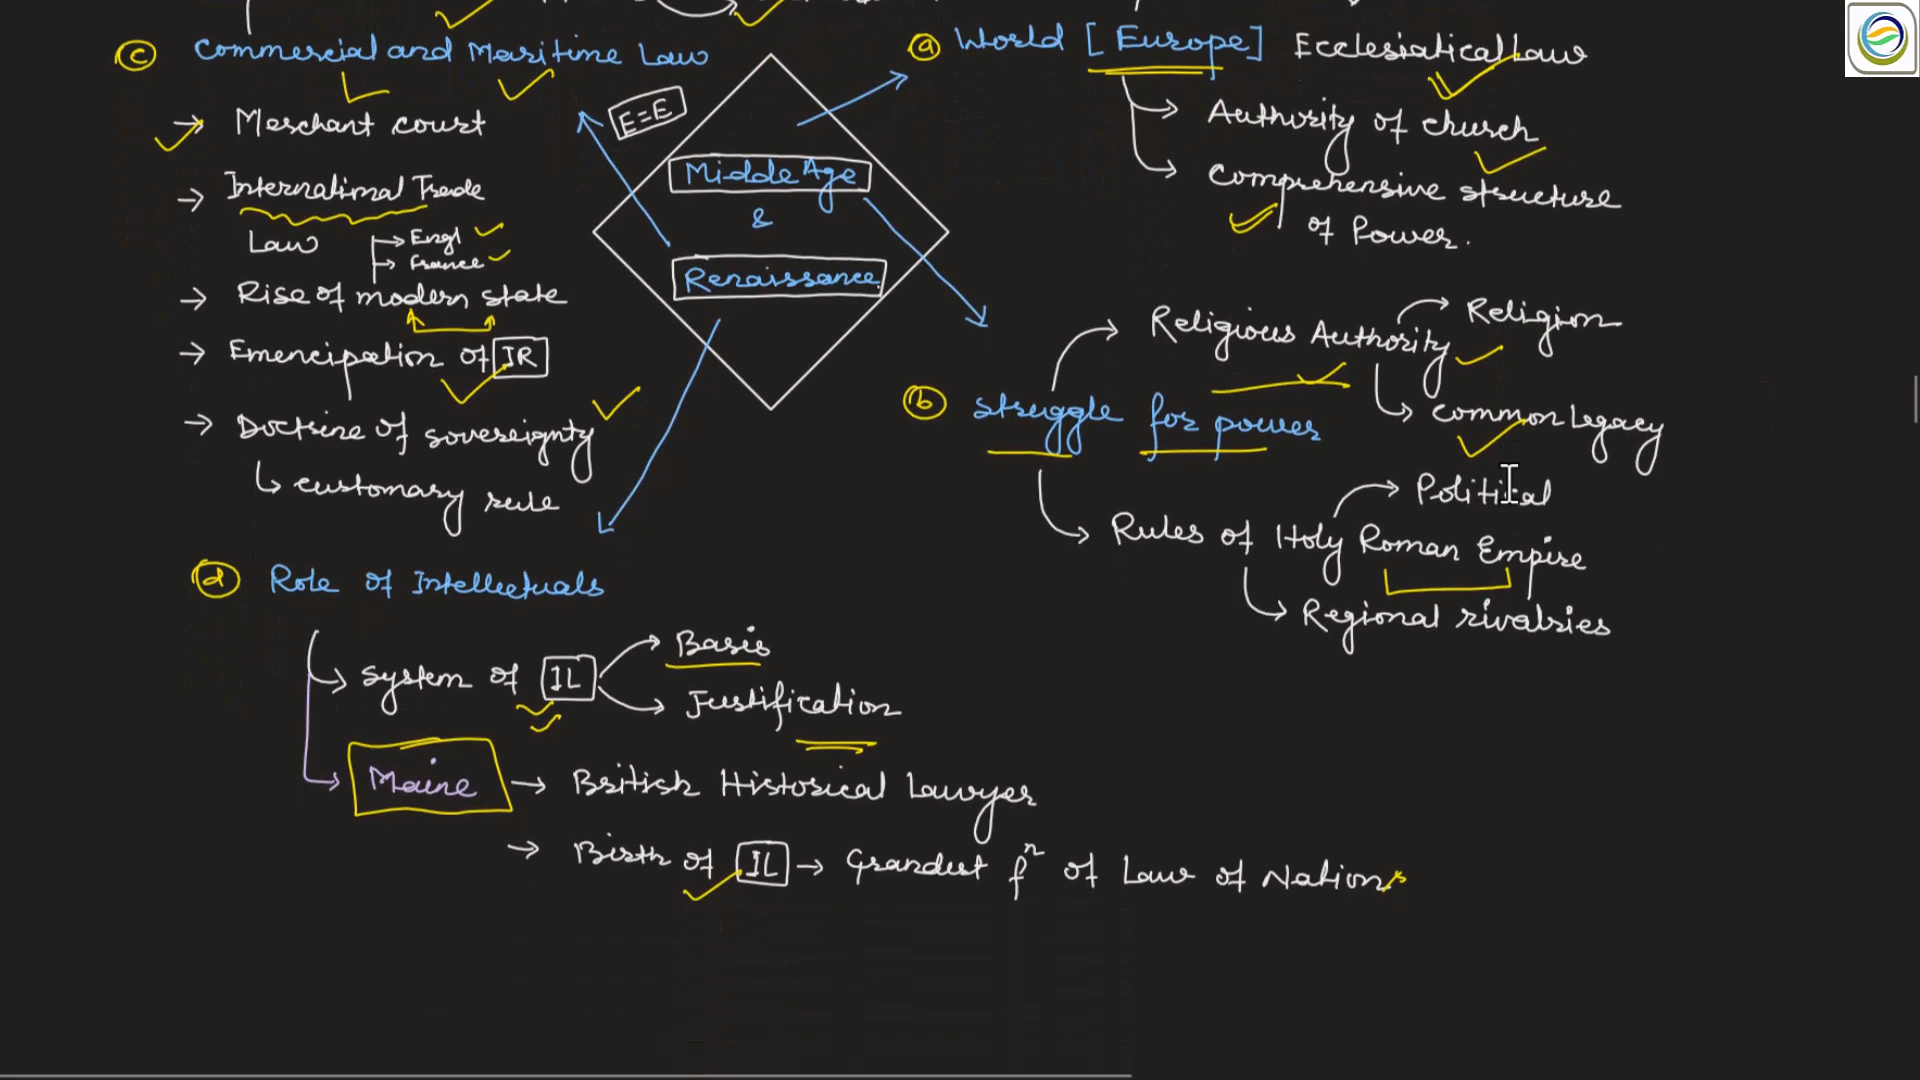 c Commercial and Maritime Law
→ Merchant court
→ International Trade
Law → Engl
→ France
→ Rise of modern state
→ Emencipation of IR
→ Doctrine of sovereignty
↳ customary rule
E=E
Middle Age
&
Renaissance
a World [Europe] Ecclesiatical Law
→ Authority of church
→ Comprehensive structure
of Power.
b Struggle for power
→ Religious Authority → Religion
↳ Common Legacy
→ Rules of Holy Roman Empire → Political
→ Regional rivalries
d Role of Intellectuals
→ System of IL → Basis
→ Justification
→ Maine → British Historical Lawyer
→ Birth of IL → Grandest fⁿ of Law of Nations